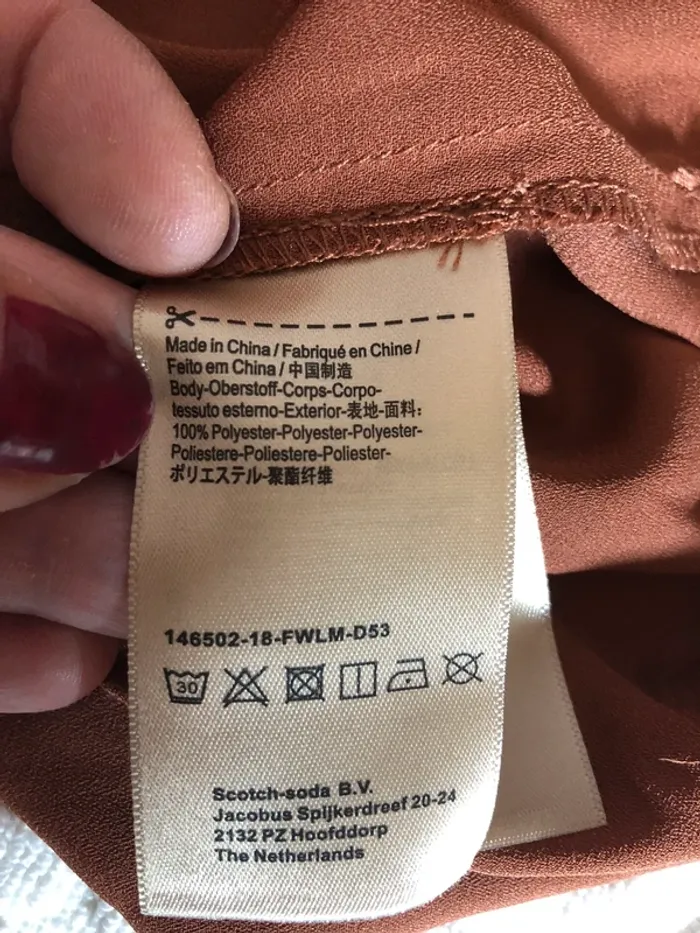 Made in China / Fabriqué en Chine /
Feito em China / 中国制造
Body-Oberstoff-Corps-Corpo-
tessuto esterno-Exterior-表地-面料:
100% Polyester-Polyester-Polyester-
Poliestere-Poliestere-Poliester-
ポリエステル-聚酯纤维
146502-18-FWLM-D53
30
Scotch-soda B.V.
Jacobus Spijkerdreef 20-24
2132 PZ Hoofddorp
The Netherlands